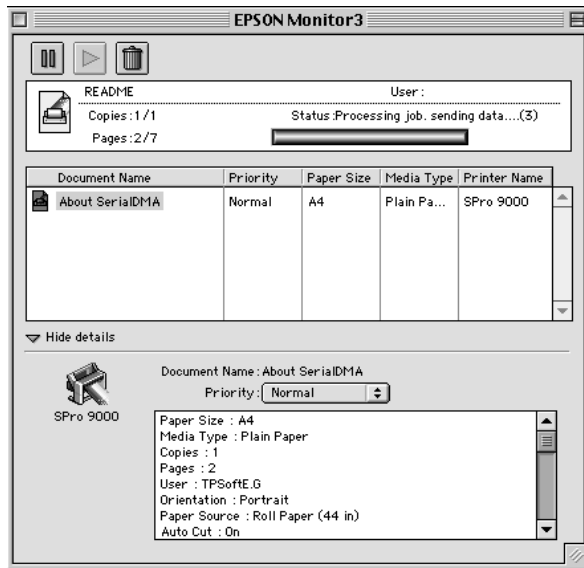 EPSON Monitor3
README
User :
Copies :1/1
Status :Processing job. sending data....(3)
Pages :2/7
Document Name Priority Paper Size Media Type Printer Name
About SerialDMA Normal A4 Plain Pa... SPro 9000
Hide details
Document Name : About SerialDMA
Priority : Normal
SPro 9000
Paper Size : A4
Media Type : Plain Paper
Copies : 1
Pages : 2
User : TPSoftE.G
Orientation : Portrait
Paper Source : Roll Paper (44 in)
Auto Cut : On